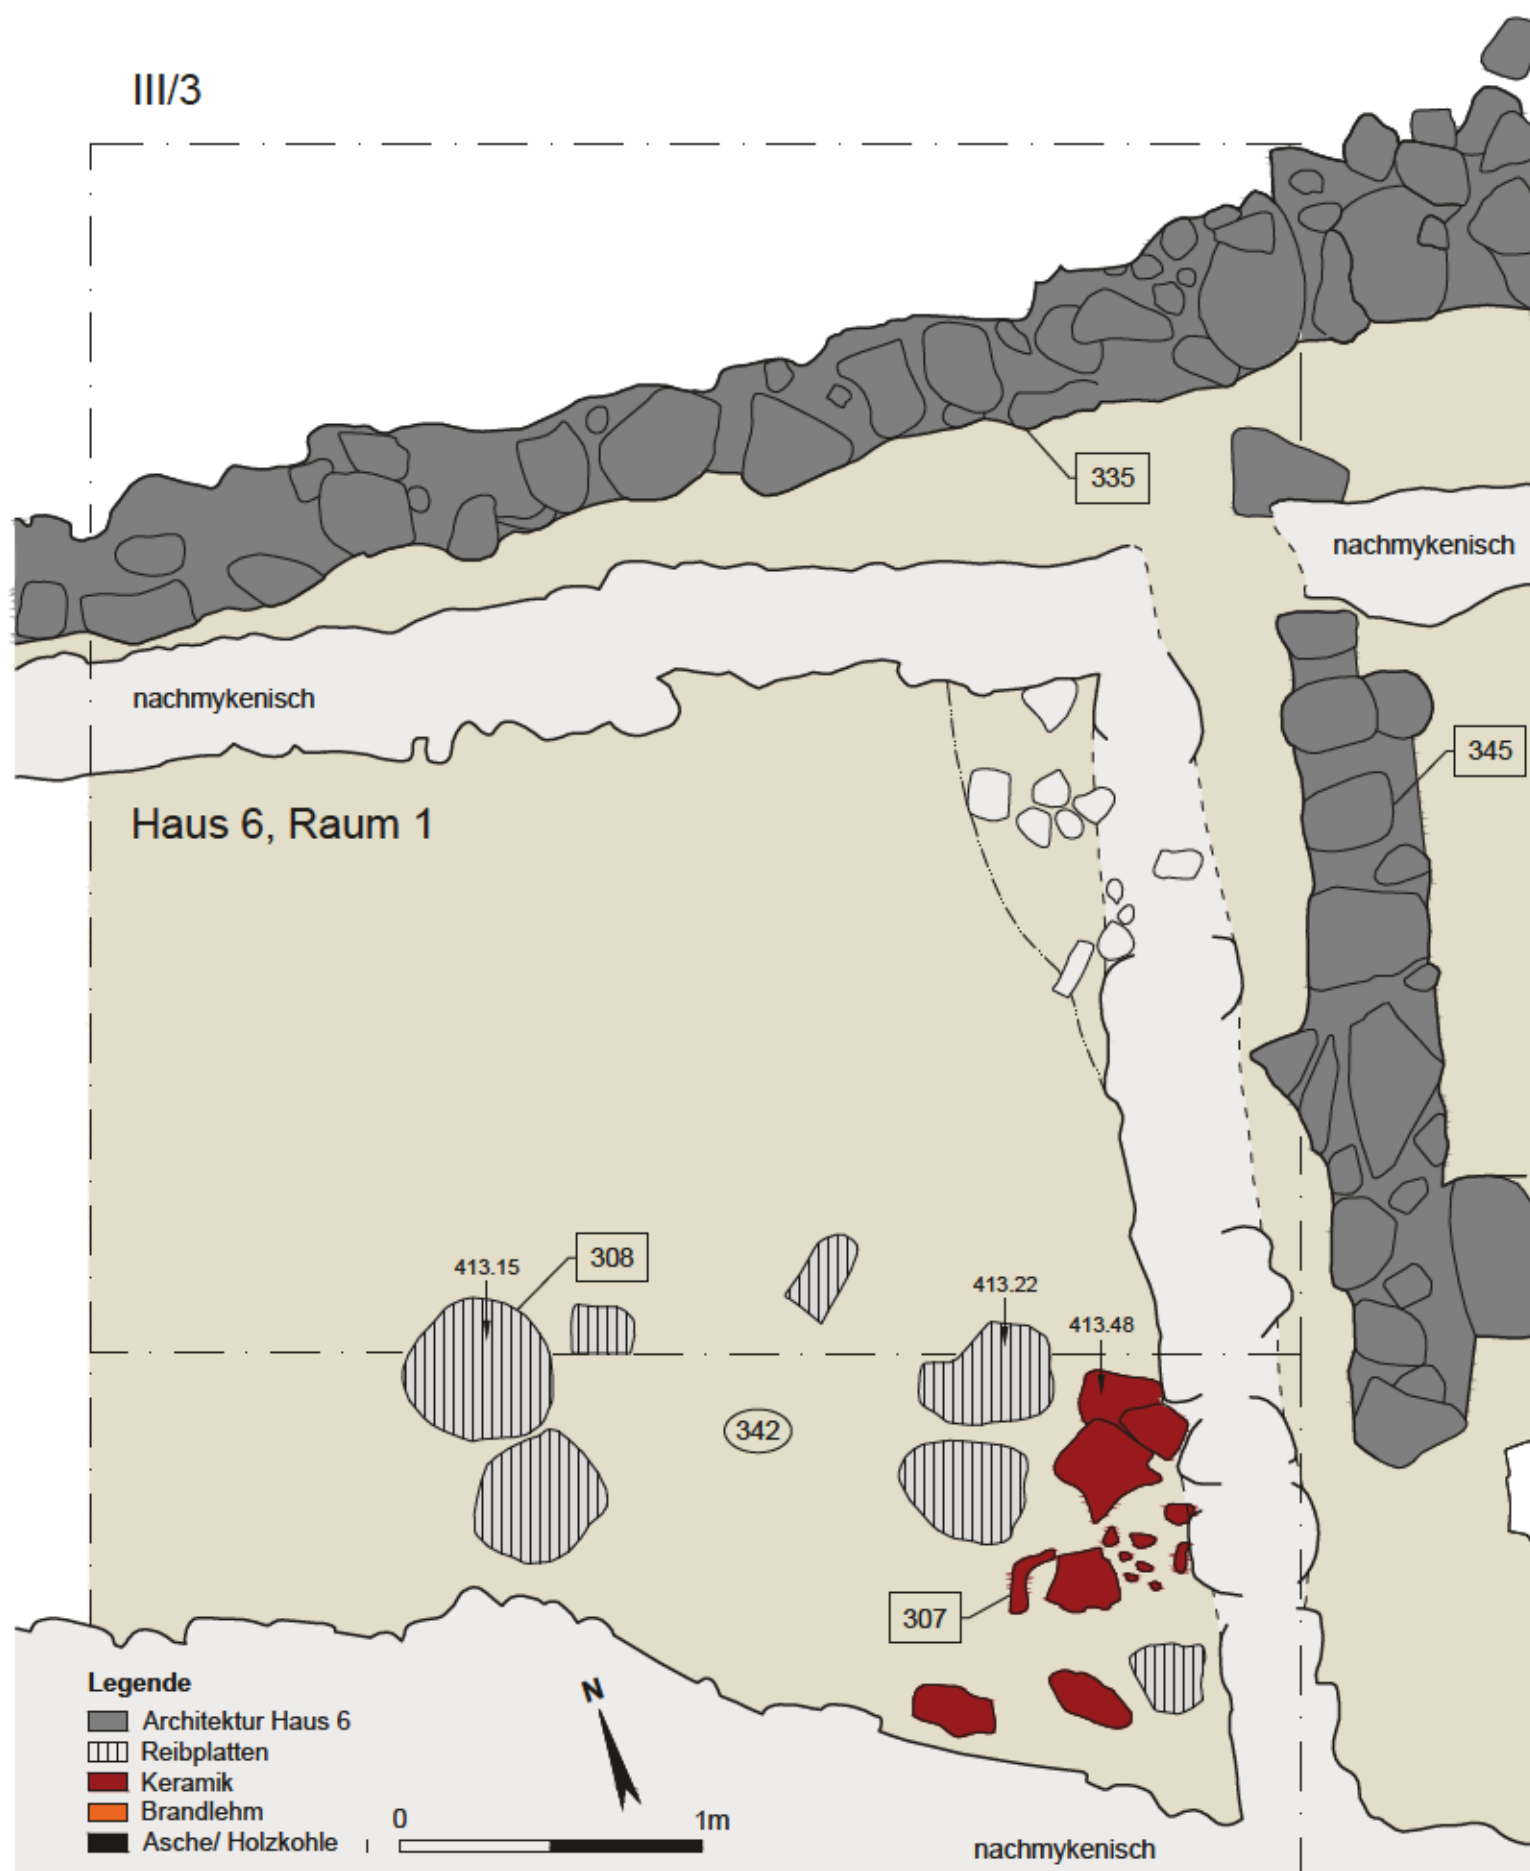 III/3
335
nachmykenisch
nachmykenisch
345
Haus 6, Raum 1
413.15
308
413.22
413.48
342
307
Legende
Architektur Haus 6
Reibplatten
Keramik
Brandlehm
Asche/ Holzkohle
N
0 1m
nachmykenisch